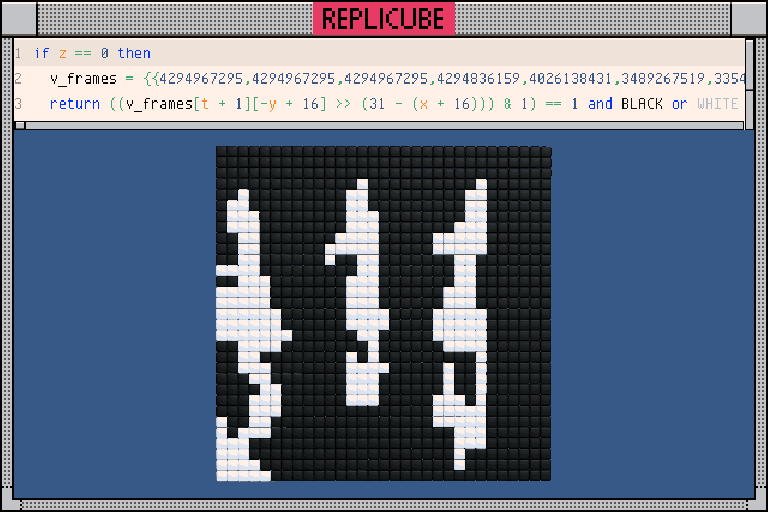 REPLICUBE
1 if z == 0 then
2 v_frames = {{4294967295,4294967295,4294967295,4294836159,4026138431,3489267519,3354
3 return ((v_frames[t + 1][-y + 16] >> (31 - (x + 16))) & 1) == 1 and BLACK or WHITE